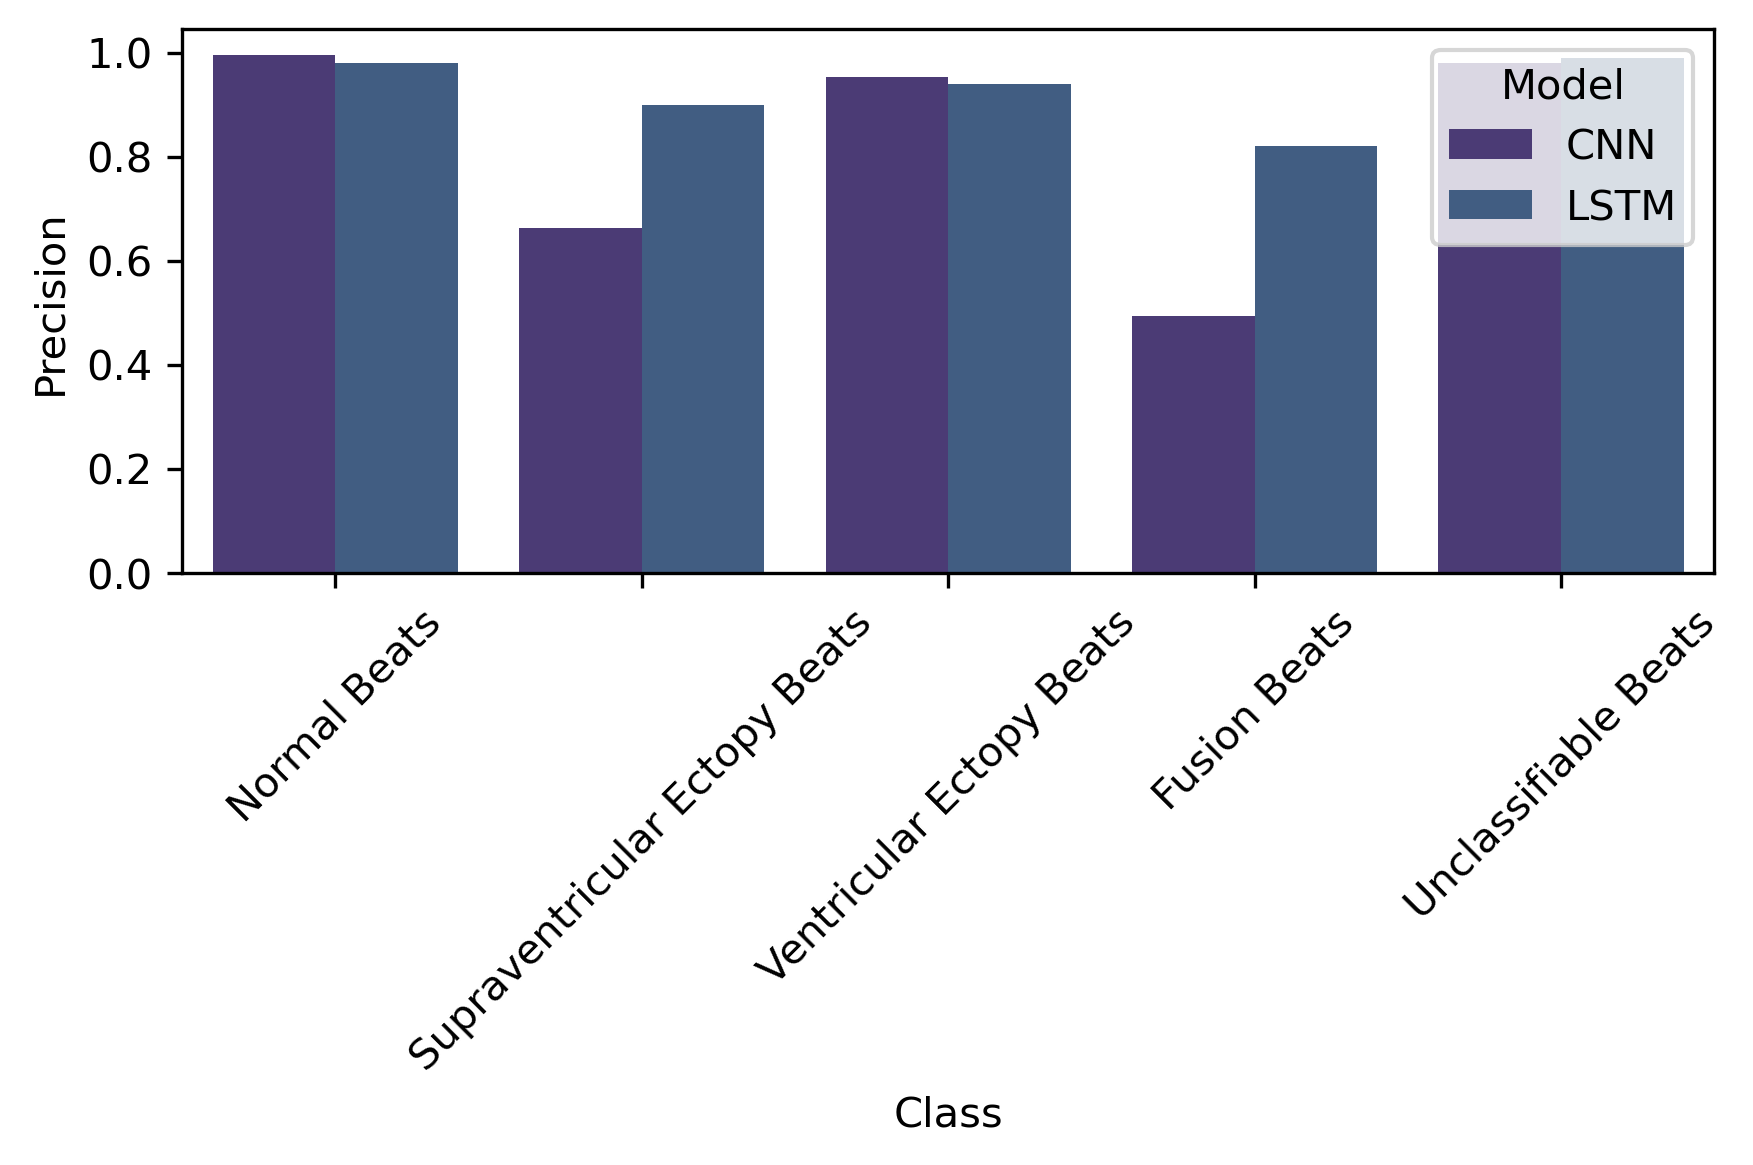 Precision
1.0
0.8
0.6
0.4
0.2
0.0
Model
CNN
LSTM
Normal Beats
Supraventricular Ectopy Beats
Ventricular Ectopy Beats
Fusion Beats
Unclassifiable Beats
Class